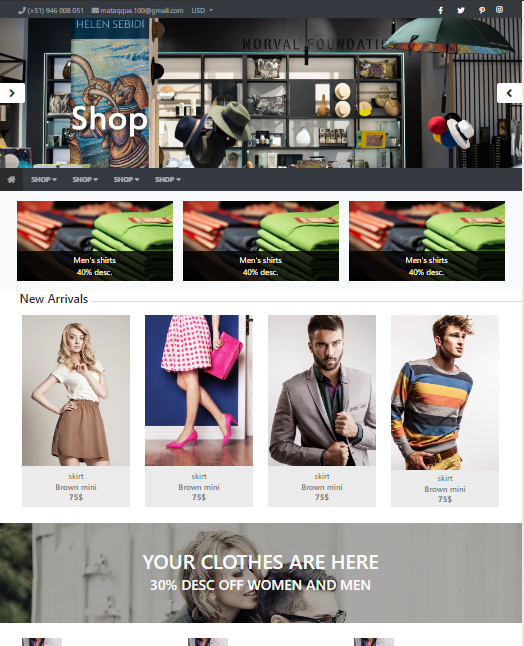 (+51) 946 008 051 mataqque.100@gmail.com USD
HELEN SEBIDI
NORVAL FOUNDATIO
Shop
SHOP SHOP SHOP SHOP
Men's shirts
40% desc.
Men's shirts
40% desc.
Men's shirts
40% desc.
New Arrivals
skirt
Brown mini
75$
skirt
Brown mini
75$
skirt
Brown mini
75$
skirt
Brown mini
75$
YOUR CLOTHES ARE HERE
30% DESC OFF WOMEN AND MEN